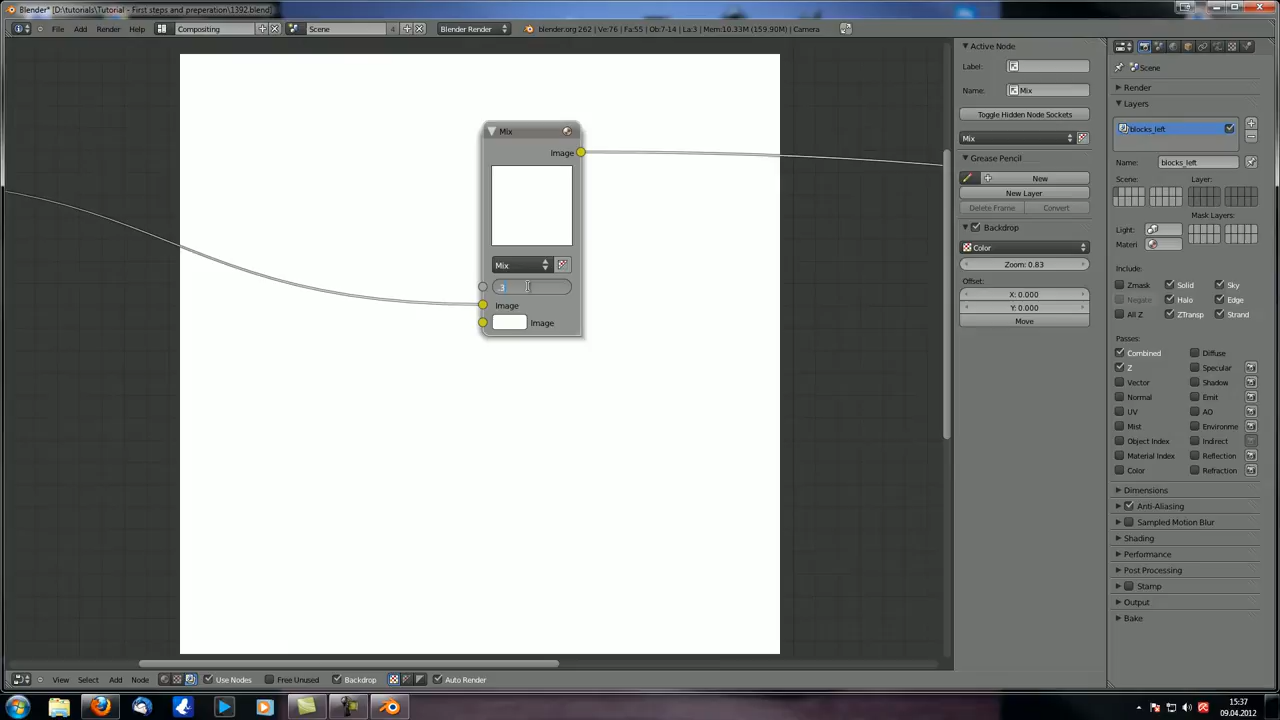 Blender* [D:\tutorials\Tutorial - First steps and preperation\1392.blend]
File Add Render Help Compositing Scene 4 Blender Render blender.org 262 | Ve:76 | Fa:55 | Ob:7-14 | La:3 | Mem:10.33M (159.90M) | Camera
Mix
Image
Mix
.3
Image
Image
Active Node
Label:
Name: Mix
Toggle Hidden Node Sockets
Mix
Grease Pencil
New
New Layer
Delete Frame Convert
Backdrop
Color
Zoom: 0.83
Offset:
X: 0.000
Y: 0.000
Move
Scene
Render
Layers
blocks_left
Name: blocks_left
Scene: Layer:
Mask Layers:
Light:
Materi
Include:
Zmask Solid Sky
Negate Halo Edge
All Z ZTransp Strand
Passes:
Combined Diffuse
Z Specular
Vector Shadow
Normal Emit
UV AO
Mist Environme
Object Index Indirect
Material Index Reflection
Color Refraction
Dimensions
Anti-Aliasing
Sampled Motion Blur
Shading
Performance
Post Processing
Stamp
Output
Bake
View Select Add Node Use Nodes Free Unused Backdrop Auto Render
15:37
09.04.2012